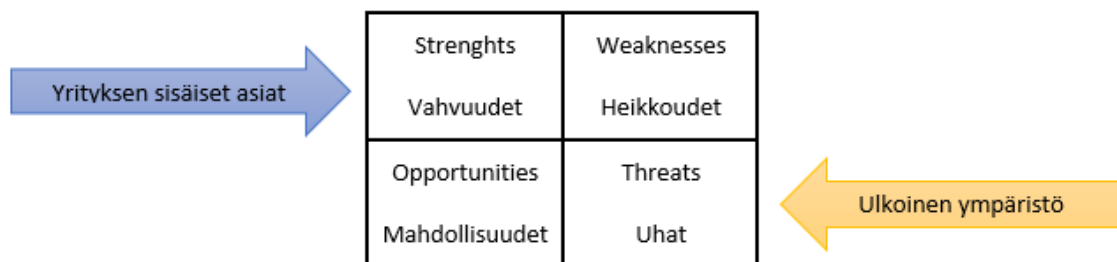 Strenghts
Vahvuudet
Weaknesses
Heikkoudet
Yrityksen sisäiset asiat
Opportunities
Mahdollisuudet
Threats
Uhat
Ulkoinen ympäristö